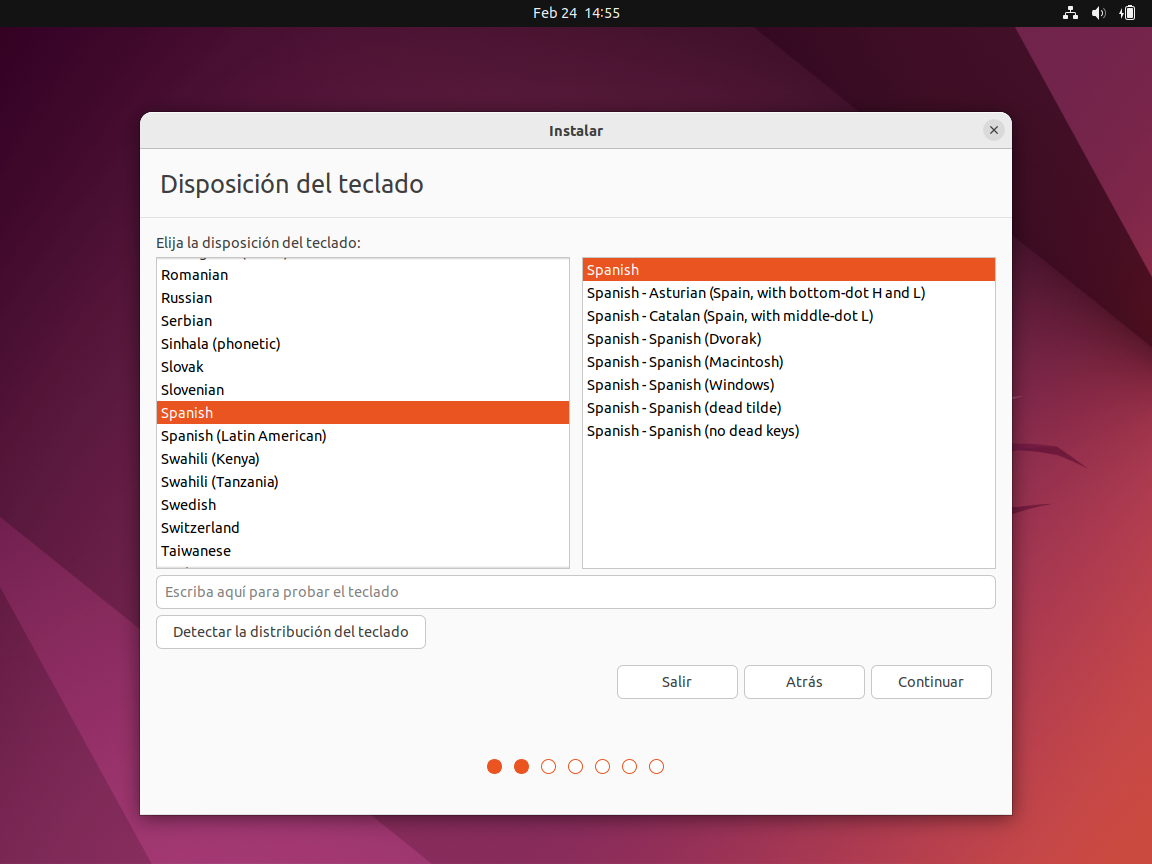 Feb 24 14:55
Instalar
Disposición del teclado
Elija la disposición del teclado:
Romanian
Russian
Serbian
Sinhala (phonetic)
Slovak
Slovenian
Spanish
Spanish (Latin American)
Swahili (Kenya)
Swahili (Tanzania)
Swedish
Switzerland
Taiwanese
Spanish
Spanish - Asturian (Spain, with bottom-dot H and L)
Spanish - Catalan (Spain, with middle-dot L)
Spanish - Spanish (Dvorak)
Spanish - Spanish (Macintosh)
Spanish - Spanish (Windows)
Spanish - Spanish (dead tilde)
Spanish - Spanish (no dead keys)
Escriba aquí para probar el teclado
Detectar la distribución del teclado
Salir
Atrás
Continuar